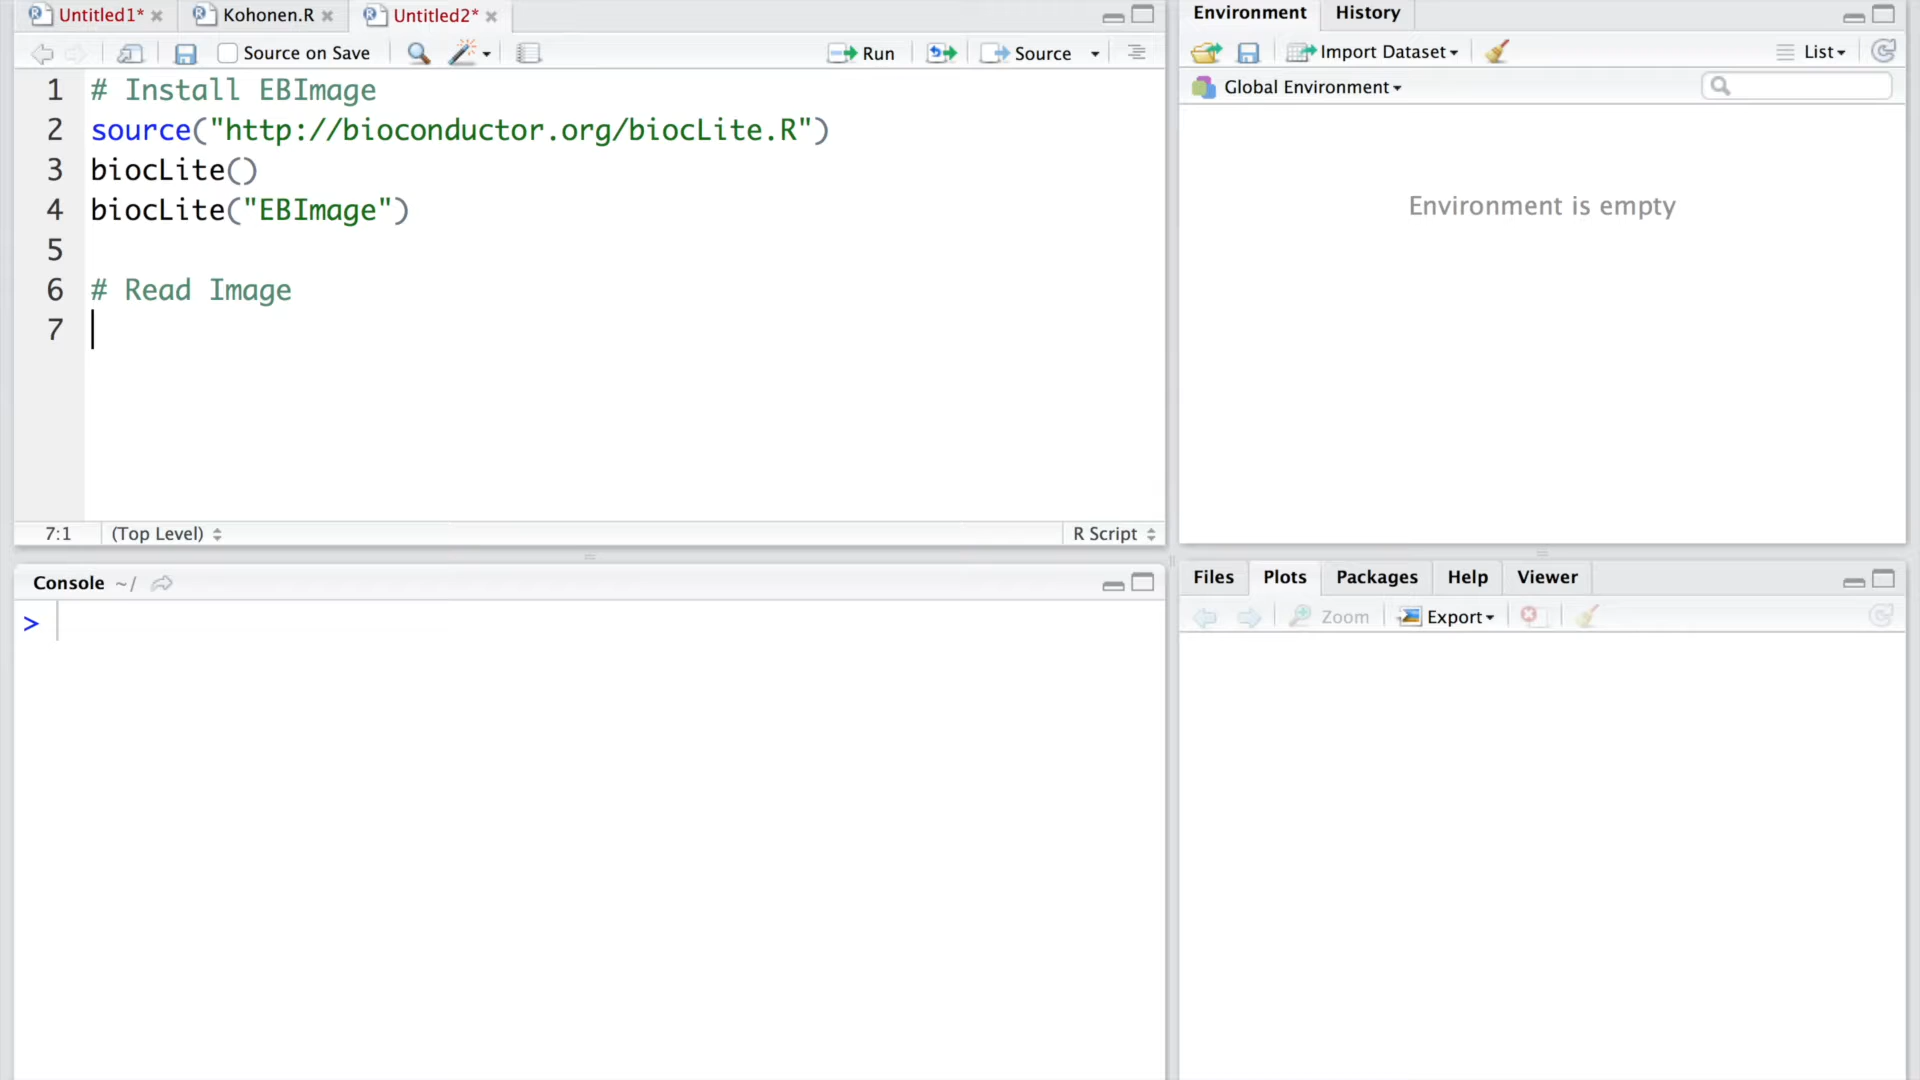 Untitled1* Kohonen.R Untitled2*
Source on Save Run Source
1 # Install EBImage
2 source("http://bioconductor.org/biocLite.R")
3 biocLite()
4 biocLite("EBImage")
5
6 # Read Image
7
7:1 (Top Level) R Script
Console ~/
>
Environment History
Import Dataset List
Global Environment
Environment is empty
Files Plots Packages Help Viewer
Zoom Export